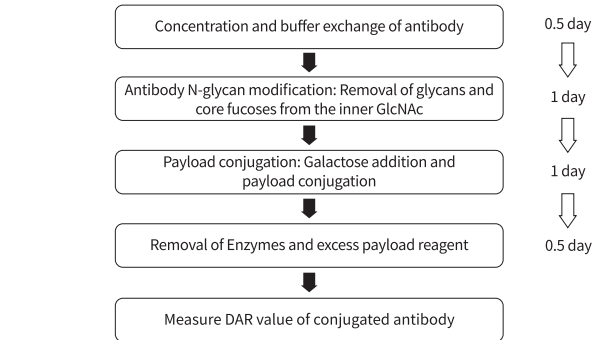 Concentration and buffer exchange of antibody
0.5 day
Antibody N-glycan modification: Removal of glycans and
core fucoses from the inner GlcNAc
1 day
Payload conjugation: Galactose addition and
payload conjugation
1 day
Removal of Enzymes and excess payload reagent
0.5 day
Measure DAR value of conjugated antibody